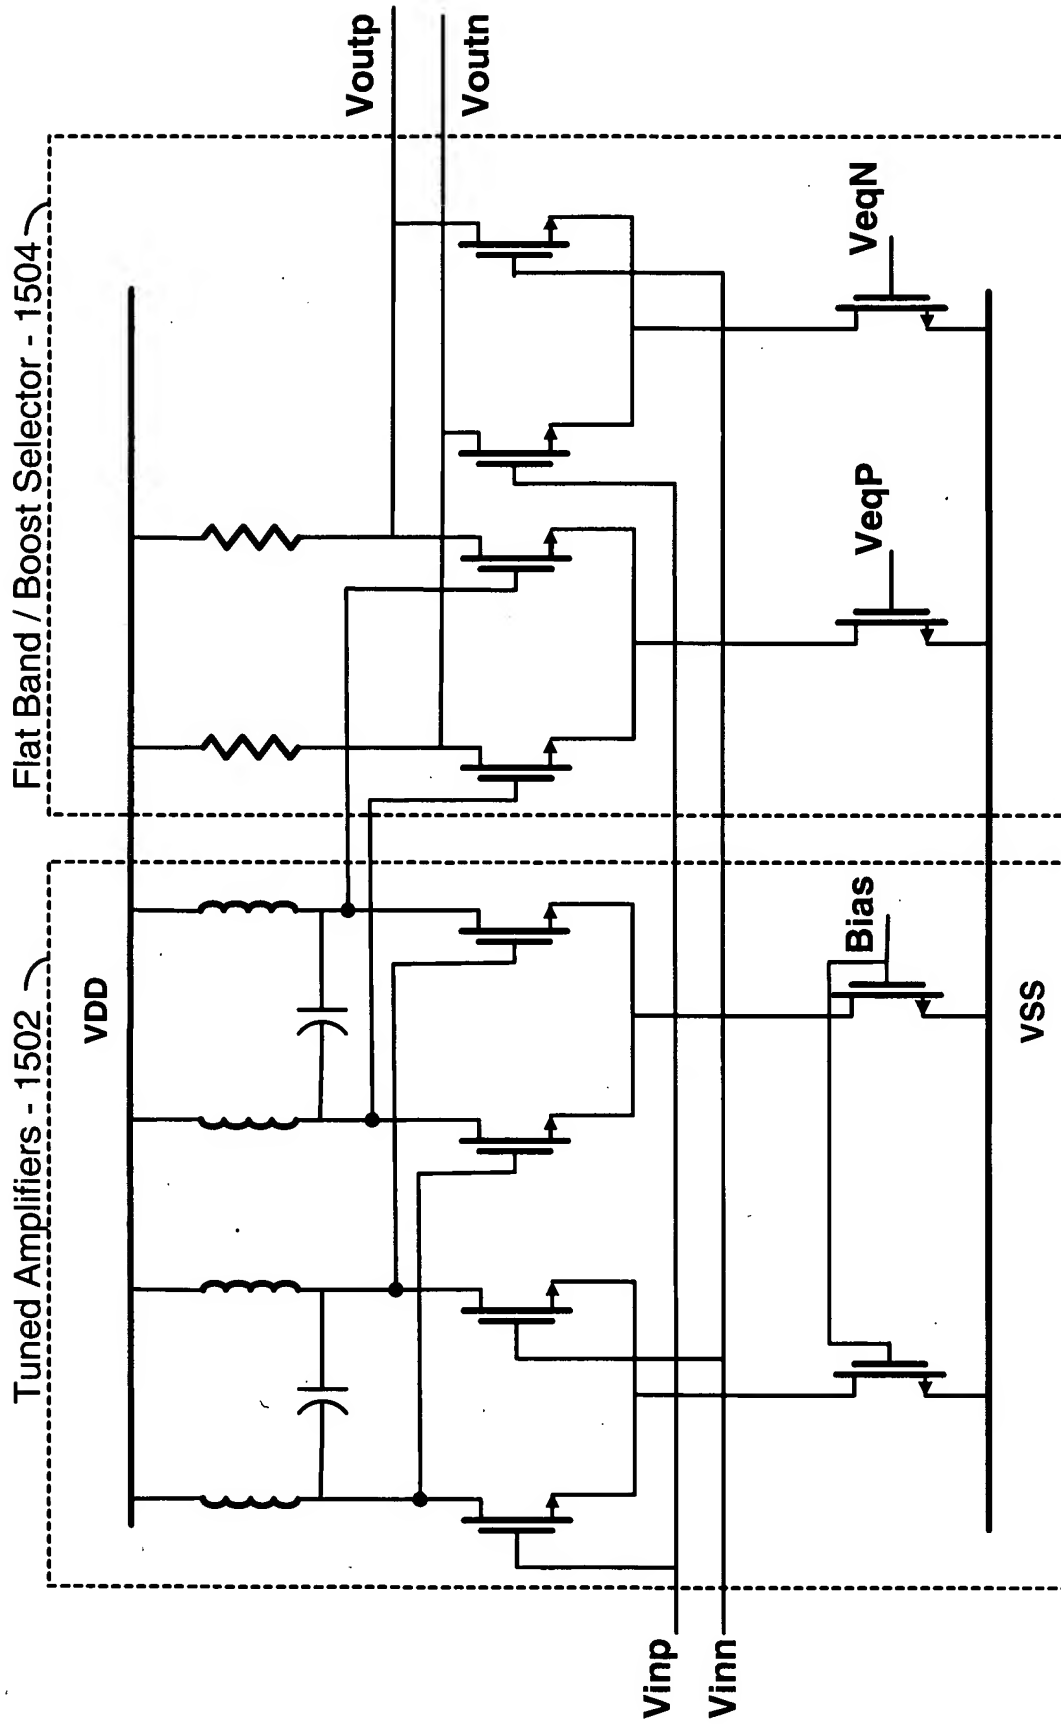 Tuned Amplifiers - 1502
Flat Band / Boost Selector - 1504
VDD
Voutp
Voutn
Vinp
Vinn
Bias
VeqP
VeqN
VSS